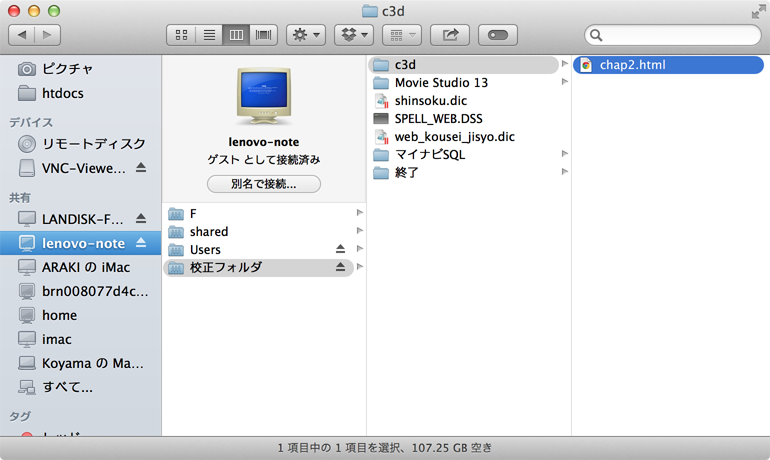 c3d
ピクチャ
htdocs
デバイス
リモートディスク
VNC-Viewe...
共有
LANDISK-F...
lenovo-note
ARAKI の iMac
brn008077d4c...
home
imac
Koyama の Ma...
すべて...
タグ
lenovo-note
ゲスト として接続済み
別名で接続...
F
shared
Users
校正フォルダ
c3d
Movie Studio 13
shinsoku.dic
SPELL_WEB.DSS
web_kousei_jisyo.dic
マイナビSQL
終了
chap2.html
1 項目中の 1 項目を選択、107.25 GB 空き